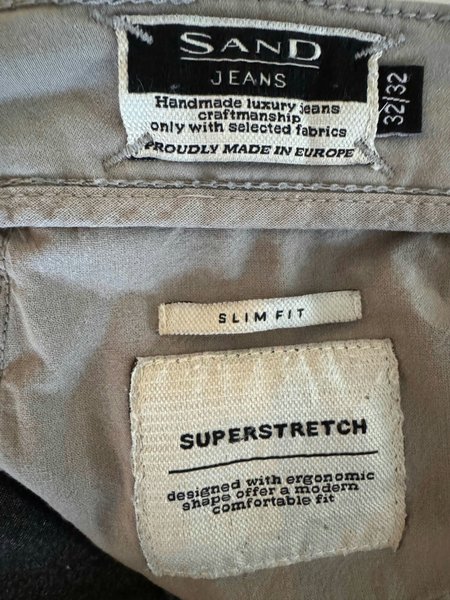 SAND
JEANS
Handmade luxury jeans
craftmanship
only with selected fabrics
PROUDLY MADE IN EUROPE
32/32
SLIM FIT
SUPERSTRETCH
designed with ergonomic
shape offer a modern
comfortable fit